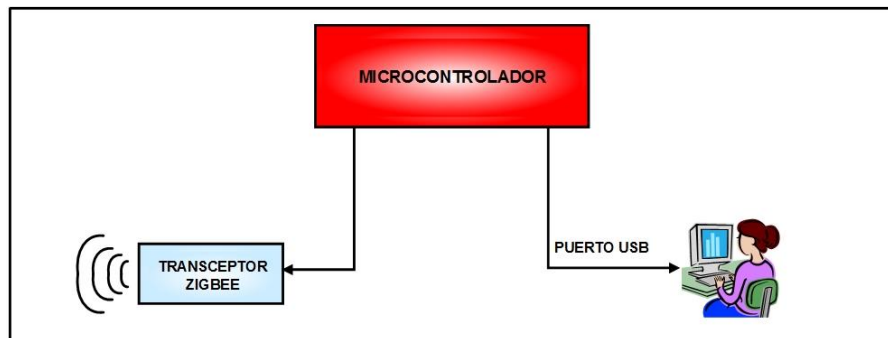 MICROCONTROLADOR
PUERTO USB
TRANSCEPTOR
ZIGBEE